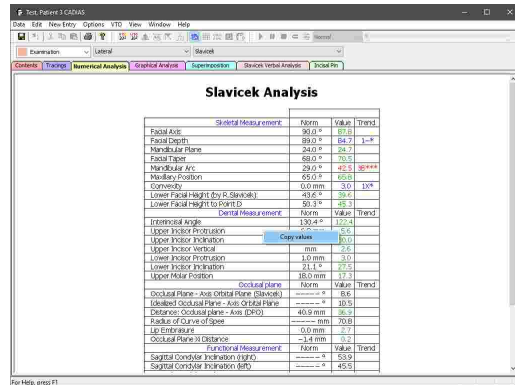 Test, Patient 3 CADIAS
Data Edit New Entry Options VTO View Window Help
Normal
Examination Lateral Slavicek
Contents Tracings Numerical Analysis Graphical Analysis Superimposition Slavicek Verbal Analysis Incisal Pin
Slavicek Analysis
Skeletal Measurement Norm Value Trend
Facial Axis 90.0 ° 87.8
Facial Depth 89.0 ° 84.7 1-*
Mandibular Plane 24.0 ° 24.7
Facial Taper 68.0 ° 70.5
Mandibular Arc 29.0 ° 42.5 ***
Maxillary Position 65.0 ° 65.8
Convexity 0.0 mm 3.0 1X*
Lower Facial Height (by R.Slavicek) 43.6 ° 39.6
Lower Facial Height to Point D 50.3 ° 45.3
Dental Measurement Norm Value Trend
Interincisal Angle 130.4 ° 122.4
Upper Incisor Protrusion 5.6
Upper Incisor Inclination Copy values
Upper Incisor Vertical mm 2.6
Lower Incisor Protrusion 1.0 mm 3.0
Lower Incisor Inclination 21.1 ° 27.5
Upper Molar Position 18.0 mm 17.3
Occlusal plane Norm Value Trend
Occlusal Plane - Axis Orbital Plane (Slavicek) ----- ° 8.6
Idealized Occlusal Plane - Axis Orbital Plane ----- ° 10.5
Distance: Occlusal plane - Axis (DPO) 40.9 mm 36.9
Radius of Curve of Spee ----- mm 70.8
Lip Embrasure 0.0 mm 2.7
Occlusal Plane Xi Distance -1.4 mm 0.2
Functional Measurement Norm Value Trend
Sagittal Condylar Inclination (right) ----- ° 53.9
Sagittal Condylar Inclination (left) ----- ° 45.5
For Help, press F1